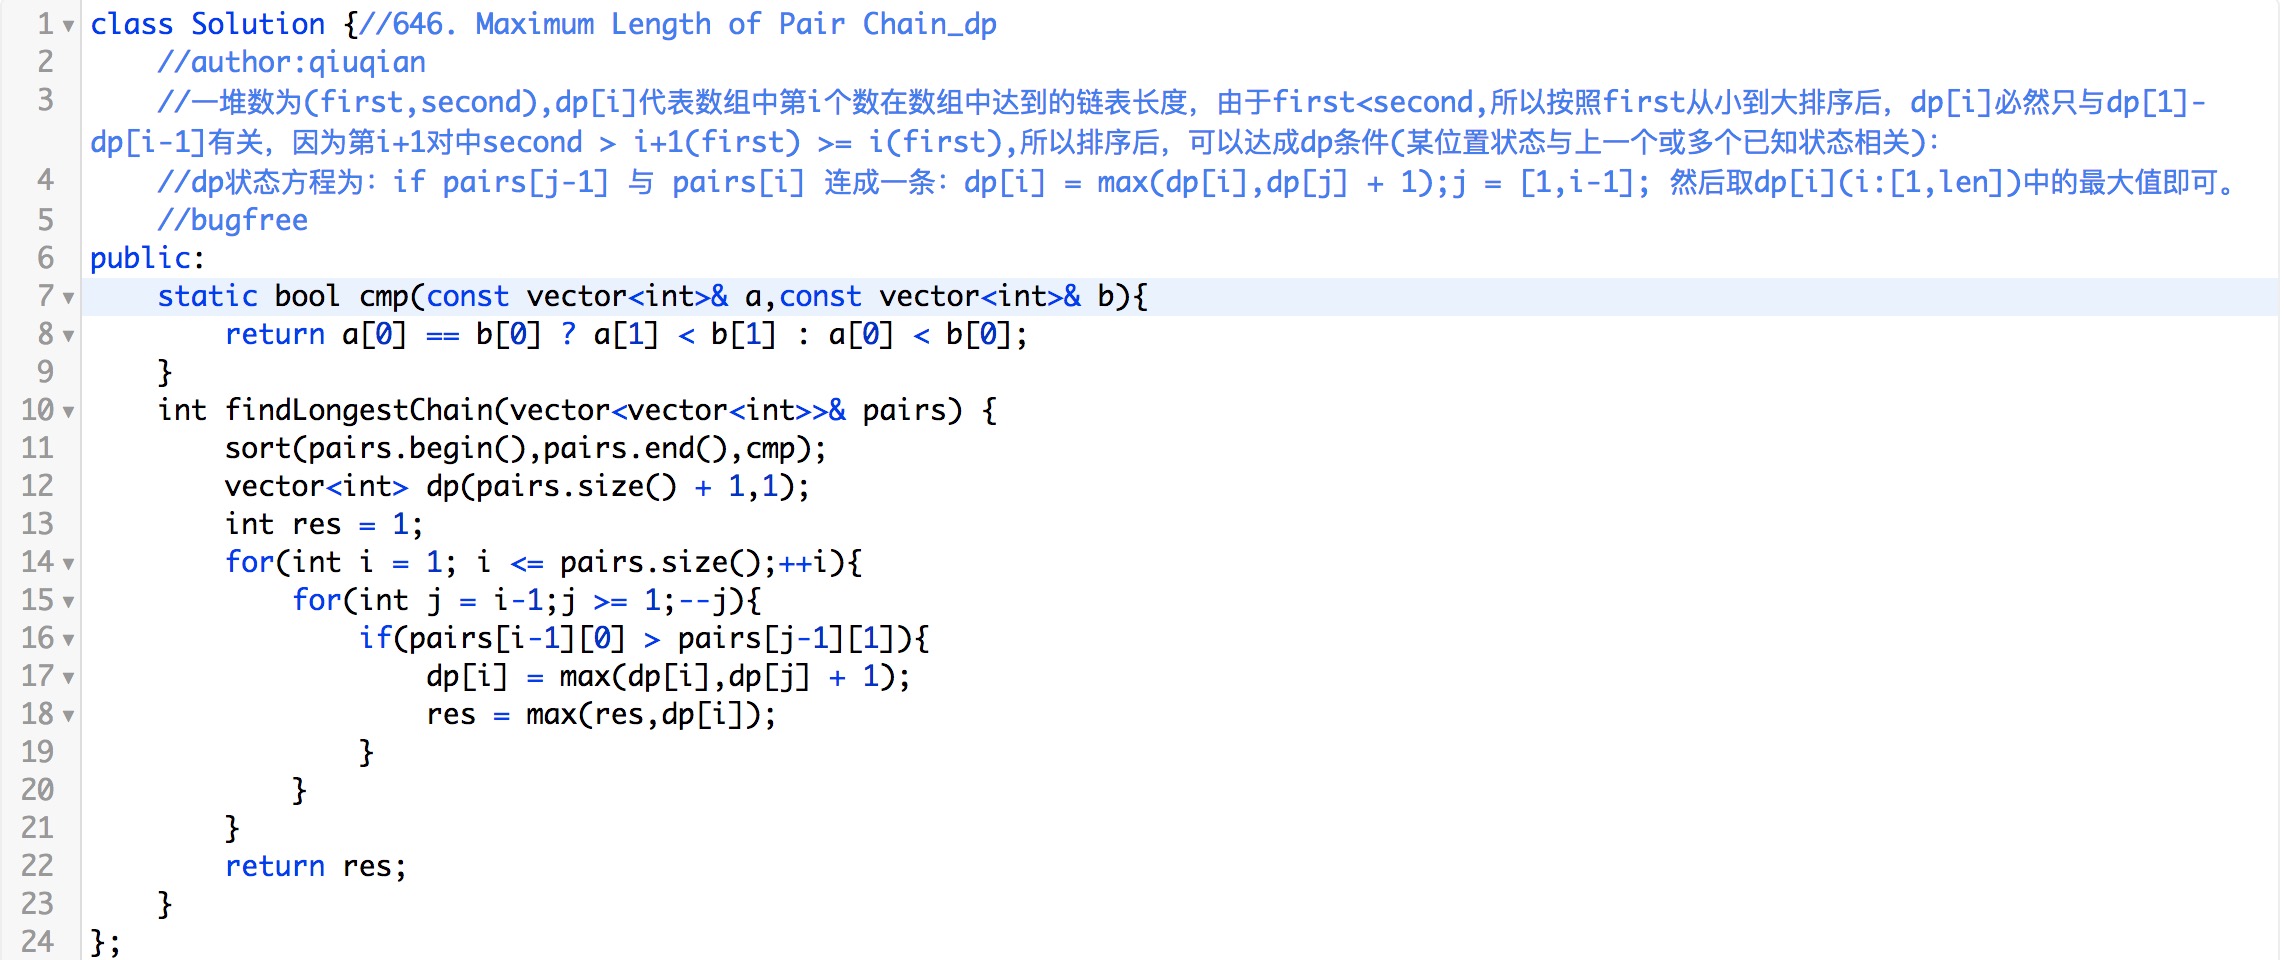 1 class Solution {//646. Maximum Length of Pair Chain_dp
2 //author:qiuqian
3 //一堆数为(first,second),dp[i]代表数组中第i个数在数组中达到的链表长度，由于first<second,所以按照first从小到大排序后，dp[i]必然只与dp[1]-
dp[i-1]有关，因为第i+1对中second > i+1(first) >= i(first),所以排序后，可以达成dp条件(某位置状态与上一个或多个已知状态相关)：
4 //dp状态方程为：if pairs[j-1] 与 pairs[i] 连成一条：dp[i] = max(dp[i],dp[j] + 1);j = [1,i-1]; 然后取dp[i](i:[1,len])中的最大值即可。
5 //bugfree
6 public:
7 static bool cmp(const vector<int>& a,const vector<int>& b){
8 return a[0] == b[0] ? a[1] < b[1] : a[0] < b[0];
9 }
10 int findLongestChain(vector<vector<int>>& pairs) {
11 sort(pairs.begin(),pairs.end(),cmp);
12 vector<int> dp(pairs.size() + 1,1);
13 int res = 1;
14 for(int i = 1; i <= pairs.size();++i){
15 for(int j = i-1;j >= 1;--j){
16 if(pairs[i-1][0] > pairs[j-1][1]){
17 dp[i] = max(dp[i],dp[j] + 1);
18 res = max(res,dp[i]);
19 }
20 }
21 }
22 return res;
23 }
24 };